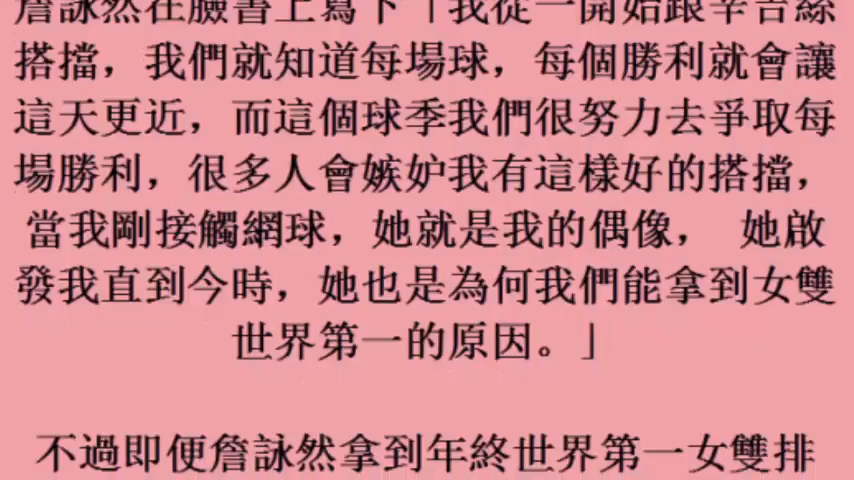 詹詠然在臉書上寫下「我從一開始跟辛吉絲
搭擋，我們就知道每場球，每個勝利就會讓
這天更近，而這個球季我們很努力去爭取每
場勝利，很多人會嫉妒我有這樣好的搭擋，
當我剛接觸網球，她就是我的偶像， 她啟
發我直到今時，她也是為何我們能拿到女雙
世界第一的原因。」
不過即便詹詠然拿到年終世界第一女雙排